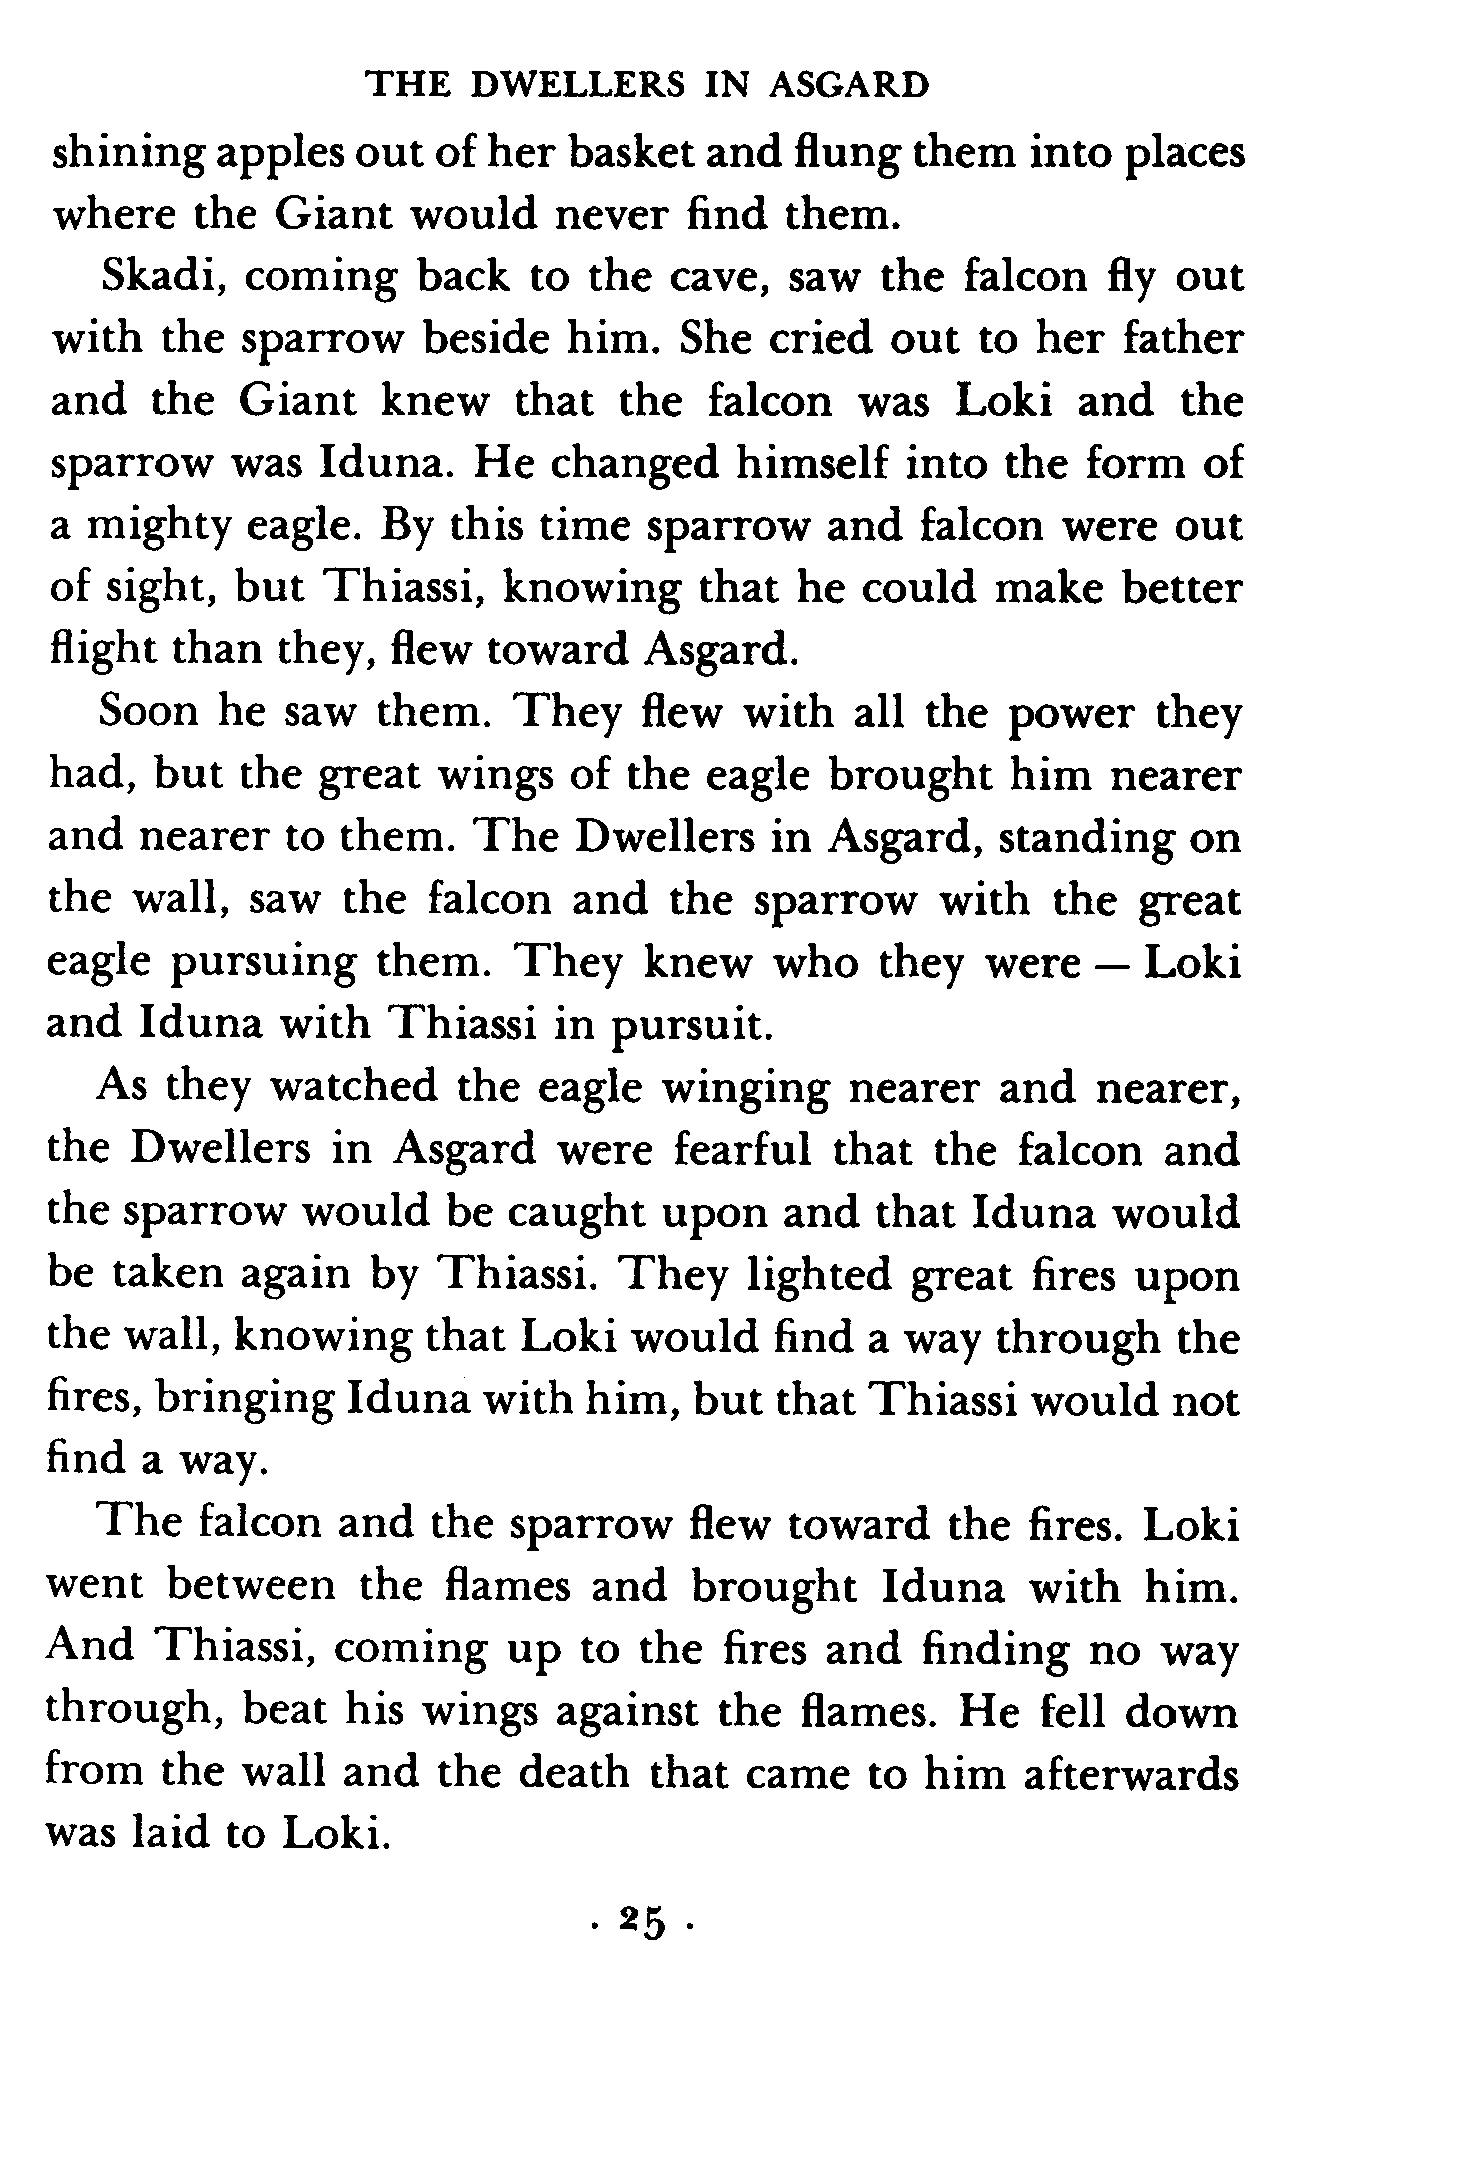 THE DWELLERS IN ASGARD
shining apples out of her basket and flung them into places
where the Giant would never find them.
Skadi, coming back to the cave, saw the falcon fly out
with the sparrow beside him. She cried out to her father
and the Giant knew that the falcon was Loki and the
sparrow was Iduna. He changed himself into the form of
a mighty eagle. By this time sparrow and falcon were out
of sight, but Thiassi, knowing that he could make better
flight than they, flew toward Asgard.
Soon he saw them. They flew with all the power they
had, but the great wings of the eagle brought him nearer
and nearer to them. The Dwellers in Asgard, standing on
the wall, saw the falcon and the sparrow with the great
eagle pursuing them. They knew who they were — Loki
and Iduna with Thiassi in pursuit.
As they watched the eagle winging nearer and nearer,
the Dwellers in Asgard were fearful that the falcon and
the sparrow would be caught upon and that Iduna would
be taken again by Thiassi. They lighted great fires upon
the wall, knowing that Loki would find a way through the
fires, bringing Iduna with him, but that Thiassi would not
find a way.
The falcon and the sparrow flew toward the fires. Loki
went between the flames and brought Iduna with him.
And Thiassi, coming up to the fires and finding no way
through, beat his wings against the flames. He fell down
from the wall and the death that came to him afterwards
was laid to Loki.
· 25 ·